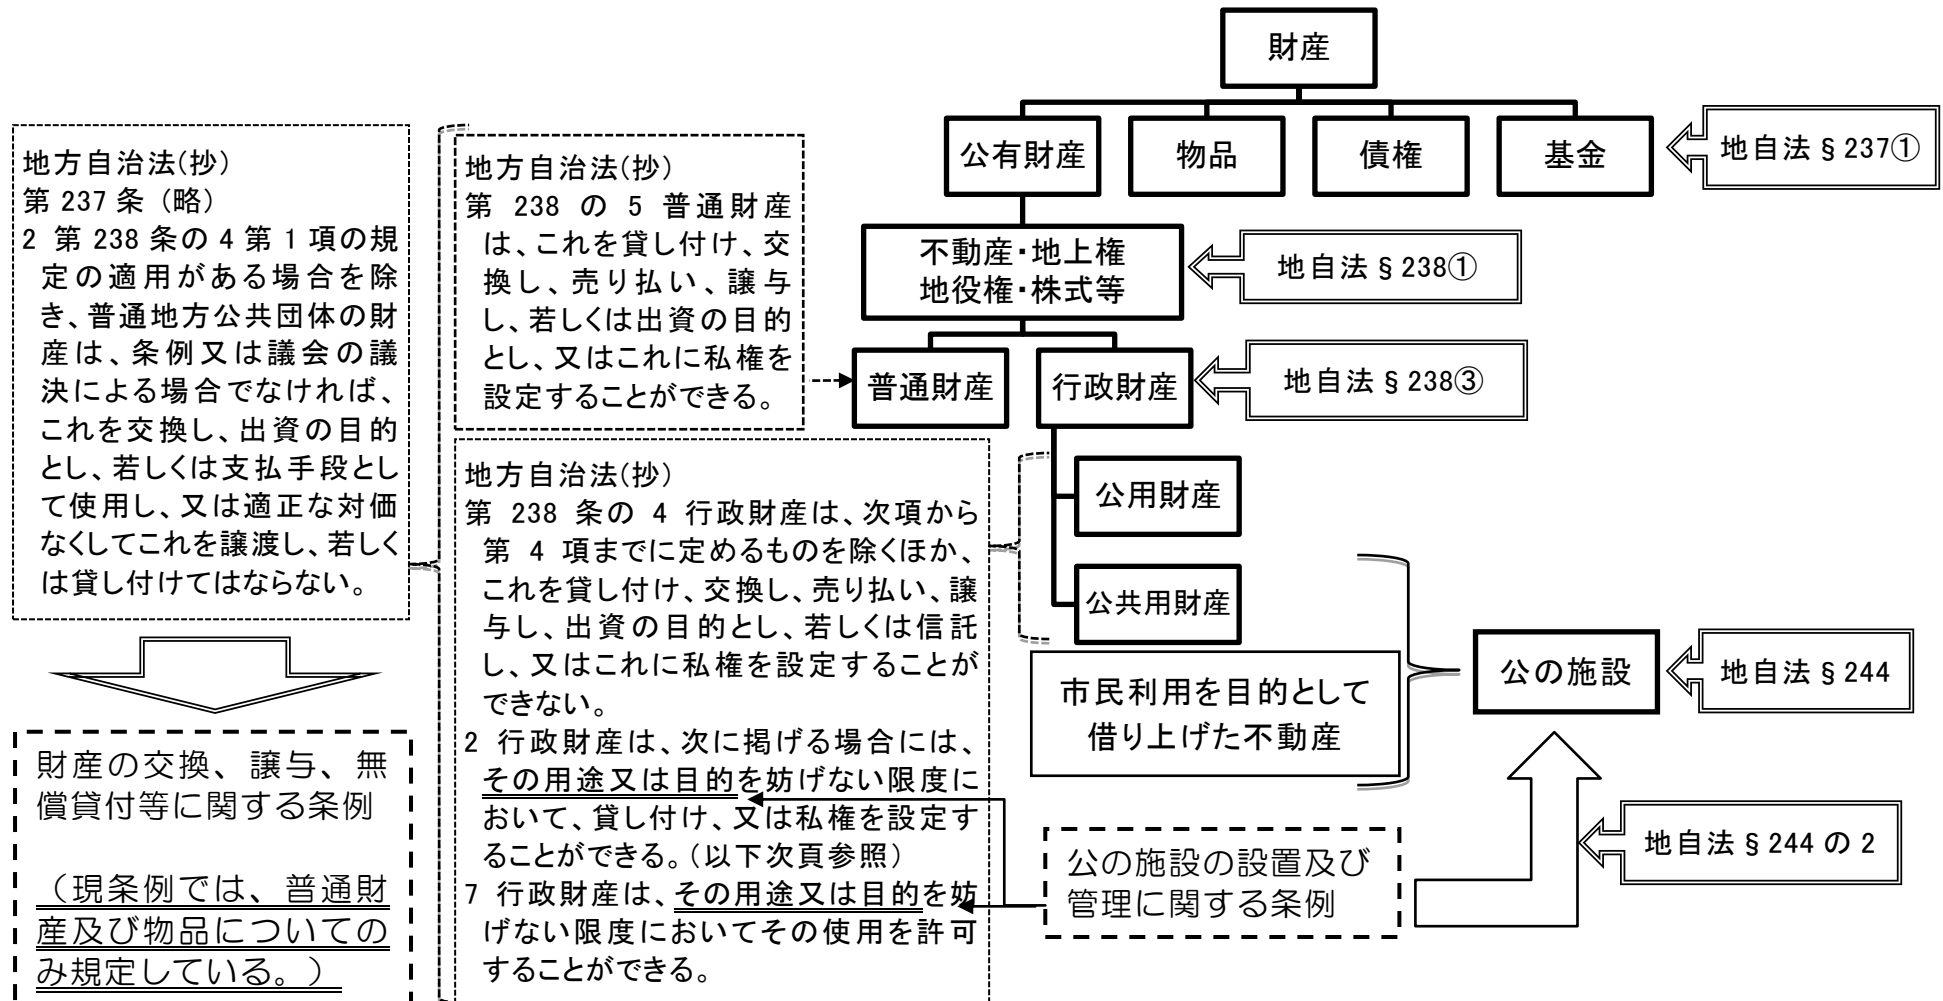 財産
公有財産
物品
債権
基金
地自法§237①
不動産・地上権
地役権・株式等
地自法§238①
普通財産
行政財産
地自法§238③
公用財産
公共用財産
市民利用を目的として
借り上げた不動産
公の施設
地自法§244
地自法§244の2
公の施設の設置及び
管理に関する条例
地方自治法(抄)
第237条 (略)
2 第238条の4第1項の規
定の適用がある場合を除
き、普通地方公共団体の財
産は、条例又は議会の議
決による場合でなければ、
これを交換し、出資の目的
とし、若しくは支払手段とし
て使用し、又は適正な対価
なくしてこれを譲渡し、若しく
は貸し付けてはならない。
財産の交換、譲与、無
償貸付等に関する条例
(現条例では、普通財
産及び物品についての
み規定している。)
地方自治法(抄)
第 238 の 5 普通財産
は、これを貸し付け、交
換し、売り払い、譲与
し、若しくは出資の目的
とし、又はこれに私権を
設定することができる。
地方自治法(抄)
第 238 条の 4 行政財産は、次項から
第 4 項までに定めるものを除くほか、
これを貸し付け、交換し、売り払い、譲
与し、出資の目的とし、若しくは信託
し、又はこれに私権を設定することが
できない。
2 行政財産は、次に掲げる場合には、
その用途又は目的を妨げない限度に
おいて、貸し付け、又は私権を設定す
ることができる。(以下次頁参照)
7 行政財産は、その用途又は目的を妨
げない限度においてその使用を許可
することができる。